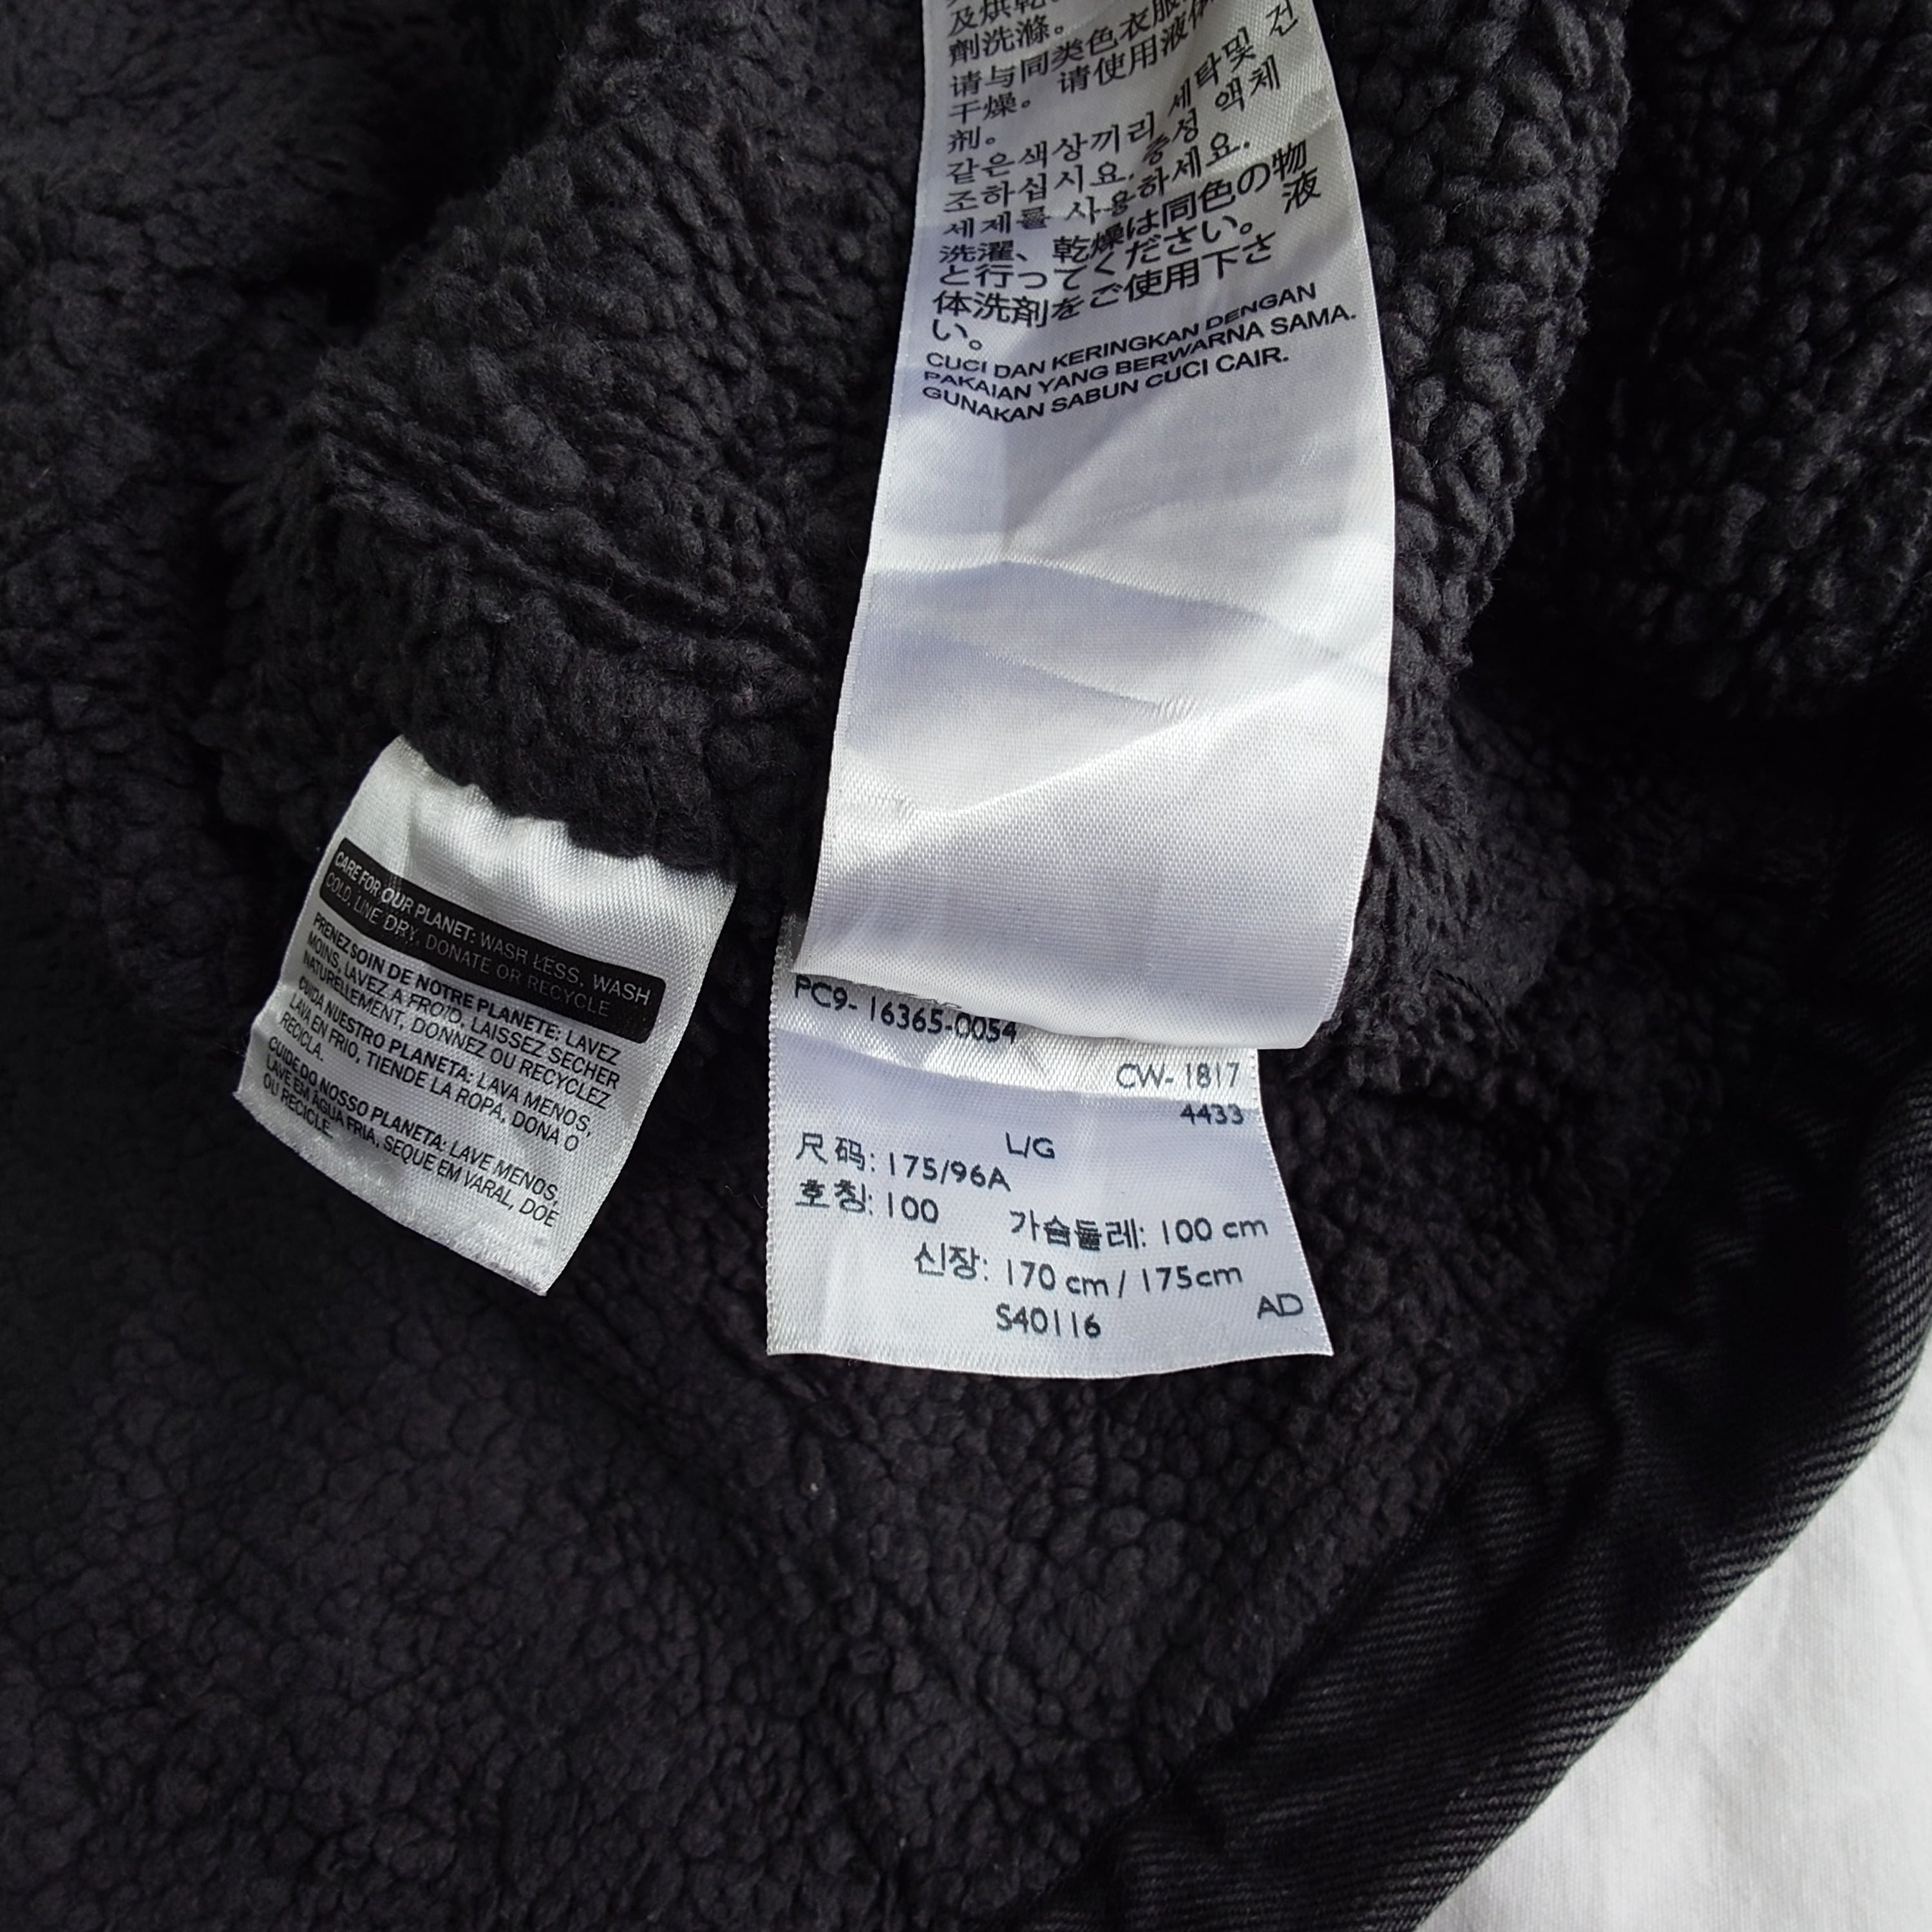 及烘乾
劑洗滌。
请与同类色衣服
干燥。 请使用液体
剂。
같은색상끼리 세탁및 건
조하십시요. 중성 액체
세제를 사용하세요.
洗濯、乾燥は同色の物
と行ってください。 液
体洗剤をご使用下さ
い。
CUCI DAN KERINGKAN DENGAN
PAKAIAN YANG BERWARNA SAMA.
GUNAKAN SABUN CUCI CAIR.
CARE FOR OUR PLANET: WASH LESS, WASH
COLD, LINE DRY, DONATE OR RECYCLE
PRENEZ SOIN DE NOTRE PLANETE: LAVEZ
MOINS, LAVEZ A FROID, LAISSEZ SECHER
NATURELLEMENT, DONNEZ OU RECYCLEZ
CUIDA NUESTRO PLANETA: LAVA MENOS,
LAVA EN FRIO, TIENDE LA ROPA, DONA O
RECICLA.
CUIDE DO NOSSO PLANETA: LAVE MENOS,
LAVE EM AGUA FRIA, SEQUE EM VARAL, DOE
OU RECICLE.
PC9-16365-0054
CW-1817
4433
L/G
尺码: 175/96A
호칭: 100 가슴둘레: 100 cm
신장: 170 cm / 175cm
S40116 AD